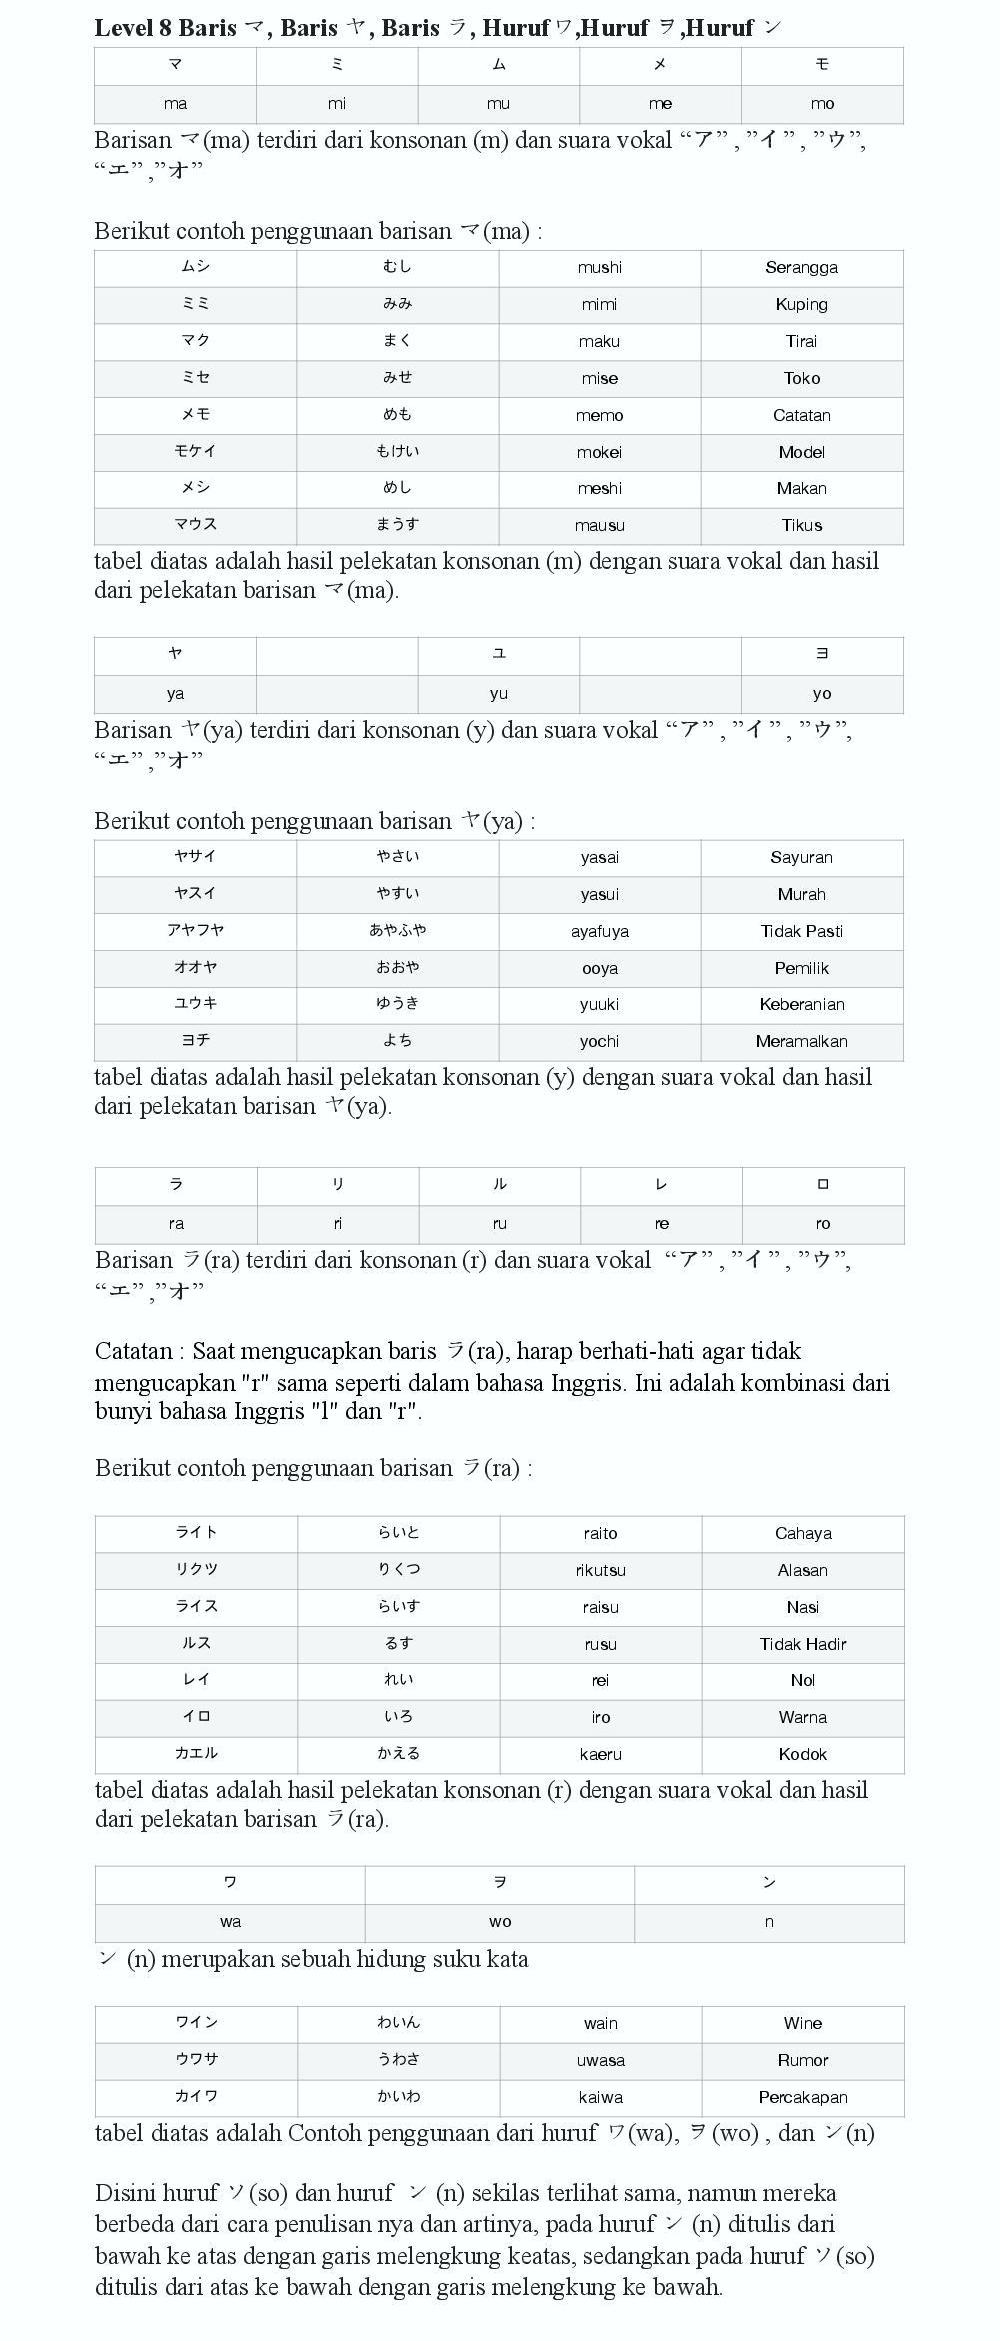 Level 8 Baris マ, Baris ヤ, Baris ラ, Huruf ワ,Huruf ヲ,Huruf ン
マ ミ ム メ モ
ma mi mu me mo
Barisan マ(ma) terdiri dari konsonan (m) dan suara vokal “ア” , ”イ” , ”ウ”,
“エ” ,”オ”
Berikut contoh penggunaan barisan マ(ma) :
ムシ むし mushi Serangga
ミミ みみ mimi Kuping
マク まく maku Tirai
ミセ みせ mise Toko
メモ めも memo Catatan
モケイ もけい mokei Model
メシ めし meshi Makan
マウス まうす mausu Tikus
tabel diatas adalah hasil pelekatan konsonan (m) dengan suara vokal dan hasil
dari pelekatan barisan マ(ma).
ヤ ユ ヨ
ya yu yo
Barisan ヤ(ya) terdiri dari konsonan (y) dan suara vokal “ア” , ”イ” , ”ウ”,
“エ” ,”オ”
Berikut contoh penggunaan barisan ヤ(ya) :
ヤサイ やさい yasai Sayuran
ヤスイ やすい yasui Murah
アヤフヤ あやふや ayafuya Tidak Pasti
オオヤ おおや ooya Pemilik
ユウキ ゆうき yuuki Keberanian
ヨチ よち yochi Meramalkan
tabel diatas adalah hasil pelekatan konsonan (y) dengan suara vokal dan hasil
dari pelekatan barisan ヤ(ya).
ラ リ ル レ ロ
ra ri ru re ro
Barisan ラ(ra) terdiri dari konsonan (r) dan suara vokal “ア” , ”イ” , ”ウ”,
“エ” ,”オ”
Catatan : Saat mengucapkan baris ラ(ra), harap berhati-hati agar tidak
mengucapkan "r" sama seperti dalam bahasa Inggris. Ini adalah kombinasi dari
bunyi bahasa Inggris "l" dan "r".
Berikut contoh penggunaan barisan ラ(ra) :
ライト らいと raito Cahaya
リクツ りくつ rikutsu Alasan
ライス らいす raisu Nasi
ルス るす rusu Tidak Hadir
レイ れい rei Nol
イロ いろ iro Warna
カエル かえる kaeru Kodok
tabel diatas adalah hasil pelekatan konsonan (r) dengan suara vokal dan hasil
dari pelekatan barisan ラ(ra).
ワ ヲ ン
wa wo n
ン (n) merupakan sebuah hidung suku kata
ワイン わいん wain Wine
ウワサ うわさ uwasa Rumor
カイワ かいわ kaiwa Percakapan
tabel diatas adalah Contoh penggunaan dari huruf ワ(wa), ヲ(wo) , dan ン(n)
Disini huruf ソ(so) dan huruf ン (n) sekilas terlihat sama, namun mereka
berbeda dari cara penulisan nya dan artinya, pada huruf ン (n) ditulis dari
bawah ke atas dengan garis melengkung keatas, sedangkan pada huruf ソ(so)
ditulis dari atas ke bawah dengan garis melengkung ke bawah.